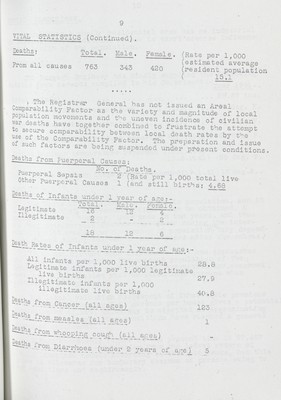 9
VITAL STATISTICS (Continued).
Deaths: Total. Male. Female. (Rate per 1,000
(estimated average
From all causes 763 343 420 (resident population
( 15.1
.....
The Registrar General has not issued an Areal
Comparability Factor as the variety and magnitude of local
population movements and the uneven incidence of civilian
war deaths have together combined to frustrate the attempt
to secure comparability between local death rates by the
use of the Comparability Factor. The preparation and issue
of such factors are being suspended under present conditions.
Deaths from Puerperal Causes:
No. of Deaths.
Puerperal Sepsis 2 (Rate per 1,000 total live
Other Puerperal Causes 1 (and still births: 4.68
Deaths of Infants under 1 year of age:-
Total. Male. Female.
Legitimate 16 12 4
Illegitimate 2 - 2
18 12 6
Death Rates of Infants under 1 year of age:-
All infants per 1,000 live births 28.8
Legitimate infants per 1,000 legitimate
live births 27.9
Illegitimate infants per 1,000
illegitimate live births 40.8
Deaths from Cancer (all ages) 123
Deaths from measles (all ages) 1
Deaths from whooping cough (all ages) -
Deaths from Diarrhoea (under 2 years of age) 5